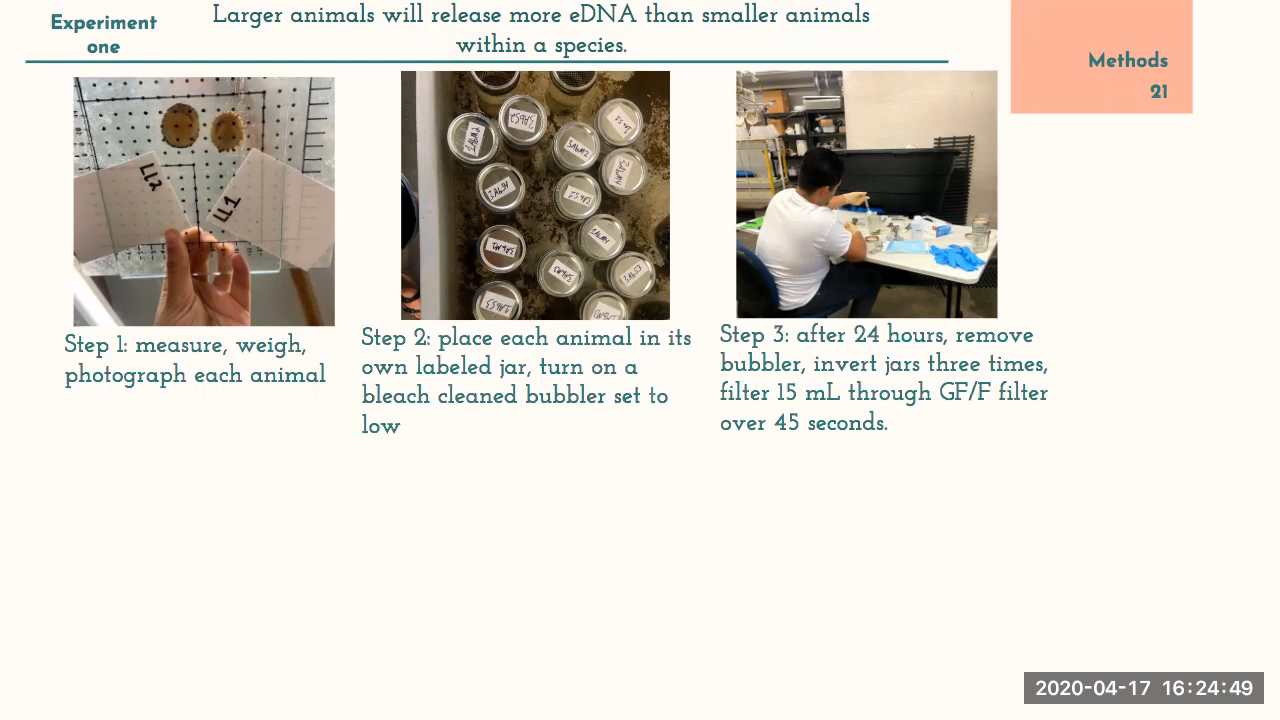 Experiment
one
Larger animals will release more eDNA than smaller animals
within a species.
Methods
21
LL2
LL1
Step 1: measure, weigh,
photograph each animal
Step 2: place each animal in its
own labeled jar, turn on a
bleach cleaned bubbler set to
low
Step 3: after 24 hours, remove
bubbler, invert jars three times,
filter 15 mL through GF/F filter
over 45 seconds.
2020-04-17 16:24:49